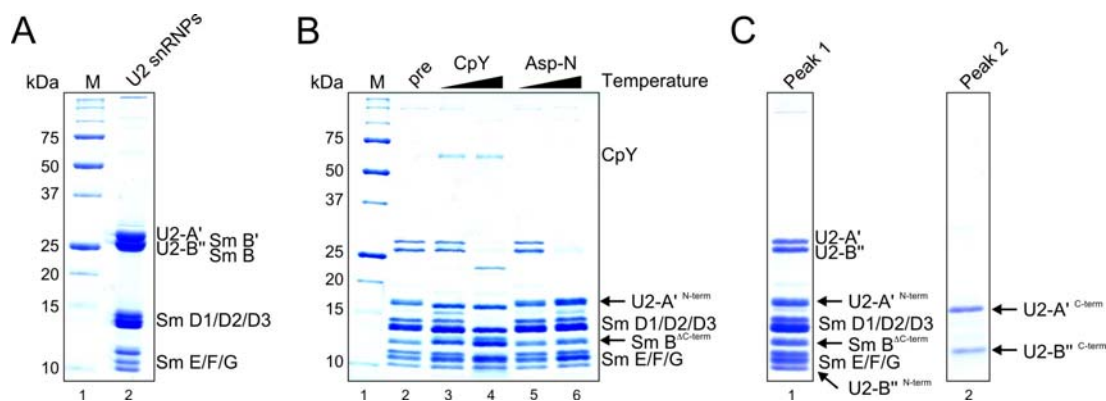 A
U2 snRNPs
kDa M
75
50
37
25
20
15
10
U2-A' Sm B'
U2-B" Sm B
Sm D1/D2/D3
Sm E/F/G
1 2
B
kDa M pre CpY Asp-N
Temperature
75
50
37
25
20
15
10
CpY
U2-A' N-term
Sm D1/D2/D3
Sm B ΔC-term
Sm E/F/G
1 2 3 4 5 6
C
Peak 1
U2-A'
U2-B"
U2-A' N-term
Sm D1/D2/D3
Sm B ΔC-term
Sm E/F/G
U2-B" N-term
1
Peak 2
U2-A' C-term
U2-B" C-term
2